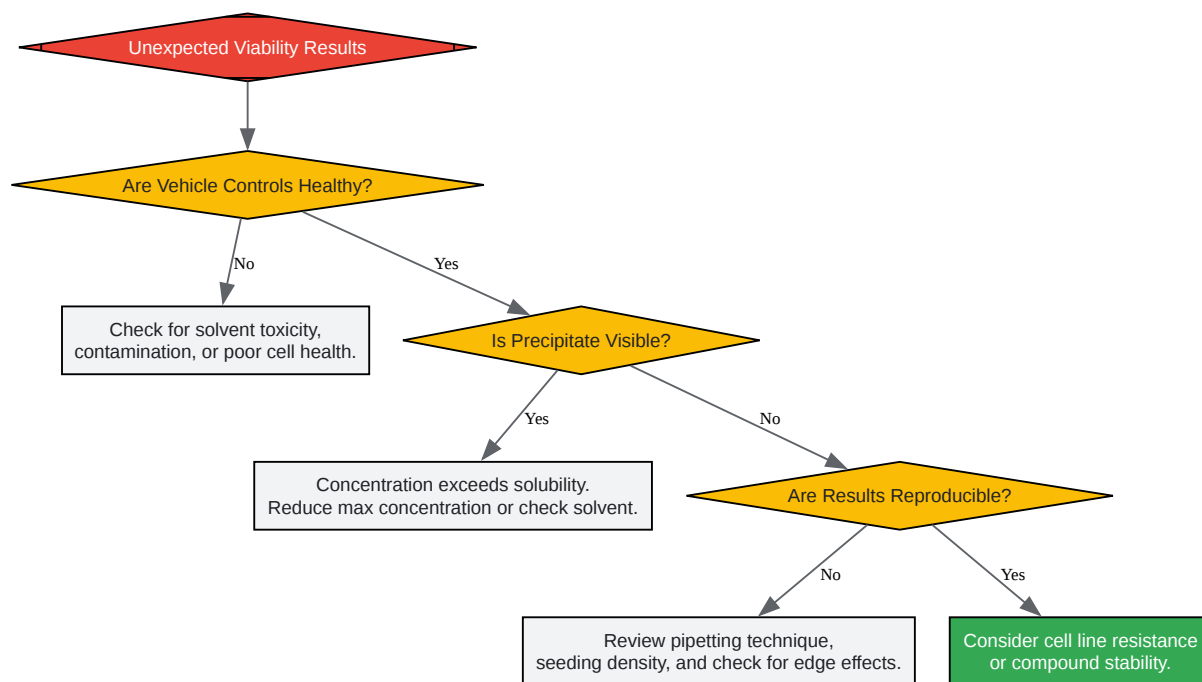 Unexpected Viability Results
Are Vehicle Controls Healthy?
No
Yes
Check for solvent toxicity,
contamination, or poor cell health.
Is Precipitate Visible?
Yes
No
Concentration exceeds solubility.
Reduce max concentration or check solvent.
Are Results Reproducible?
No
Yes
Review pipetting technique,
seeding density, and check for edge effects.
Consider cell line resistance
or compound stability.